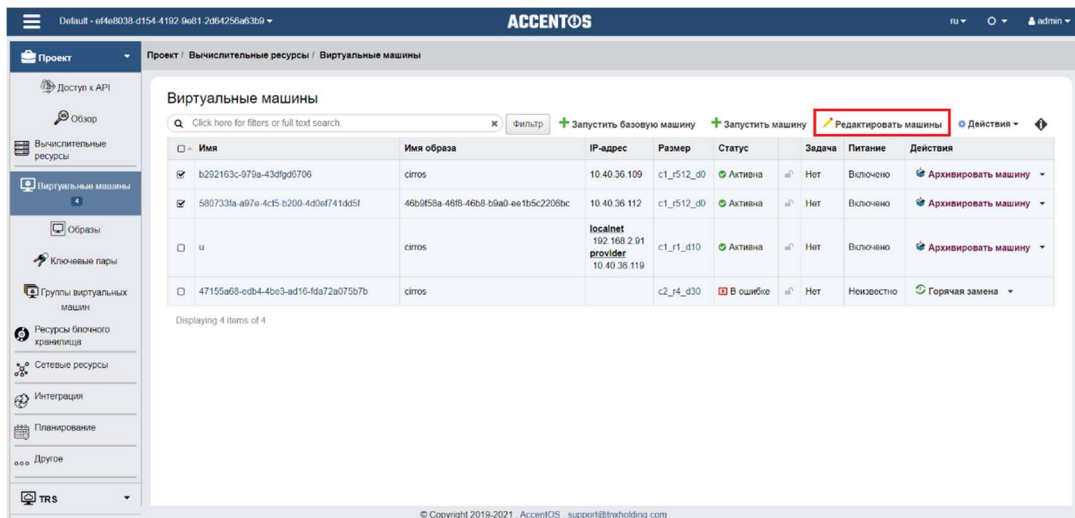 Default - ef4e8038-d154-4192-9e81-2d64256a63b9
ACCENTOS
ru
admin
Проект
Проект / Вычислительные ресурсы / Виртуальные машины
Доступ к API
Обзор
Вычислительные ресурсы
Виртуальные машины
4
Образы
Ключевые пары
Группы виртуальных машин
Ресурсы блочного хранилища
Сетевые ресурсы
Интеграция
Планирование
Другое
TRS
Виртуальные машины
Click here for filters or full text search.
Фильтр
Запустить базовую машину
Запустить машину
Редактировать машины
Действия
Имя Имя образа IP-адрес Размер Статус Задача Питание Действия
b292163c-979a-43dfgd6706 cirros 10.40.36.109 c1_r512_d0 Активна Нет Включено Архивировать машину
580733fa-a97e-4cf5-b200-4d0ef741dd5f 46b9f58a-46f8-46b8-b9a0-ee1b5c2206bc 10.40.36.112 c1_r512_d0 Активна Нет Включено Архивировать машину
u cirros localnet 192.168.2.91 provider 10.40.36.119 c1_r1_d10 Активна Нет Включено Архивировать машину
47155a68-edb4-4be3-ad16-fda72a075b7b cirros c2_r4_d30 В ошибке Нет Неизвестно Горячая замена
Displaying 4 items of 4
© Copyright 2019-2021 . AccentOS . support@tnxholding.com